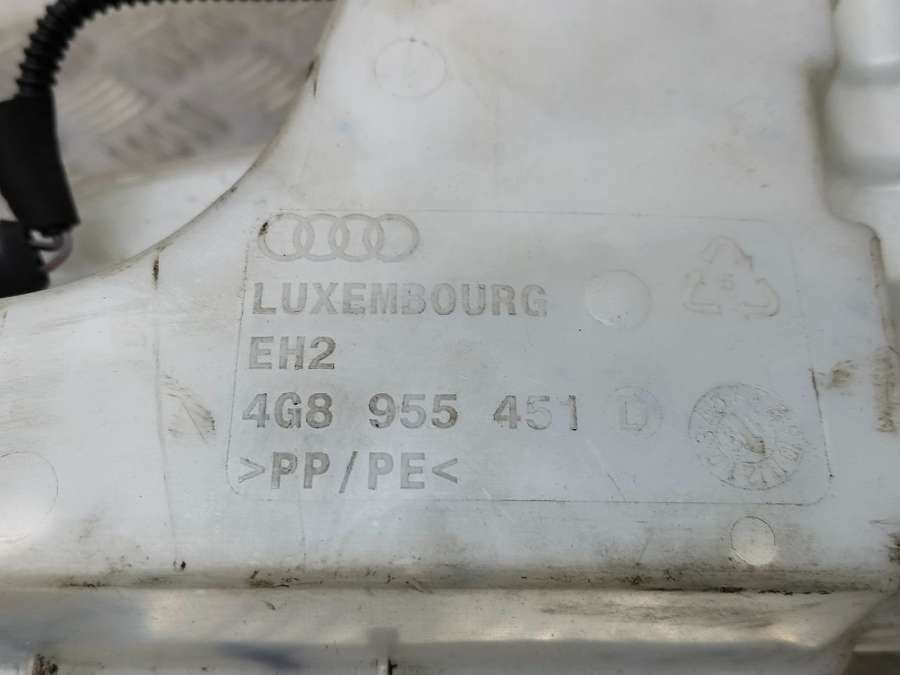 LUXEMBOURG
EH2
4G8 955 451 D
>PP/PE<